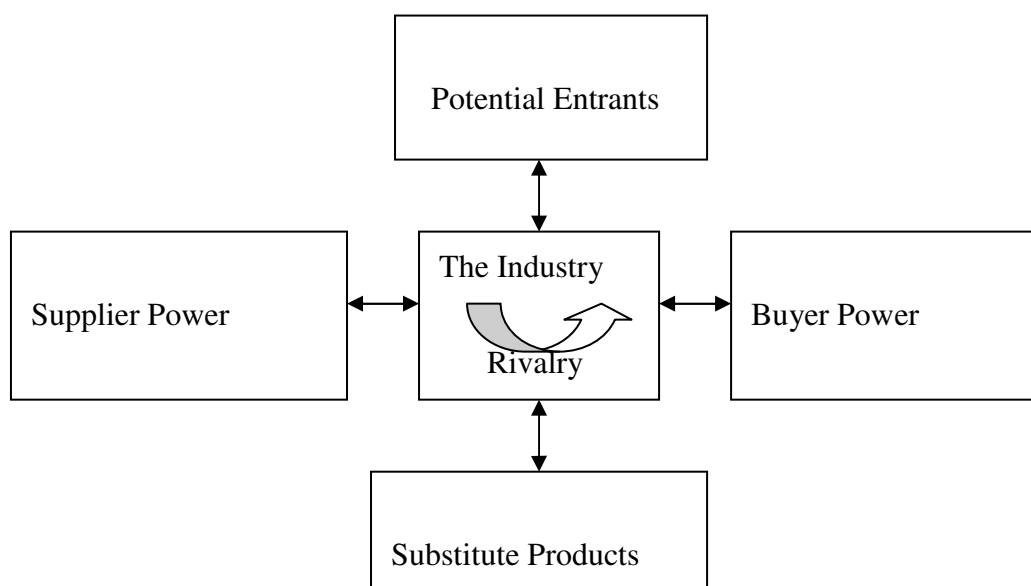 Potential Entrants
The Industry
Supplier Power
Buyer Power
Rivalry
Substitute Products